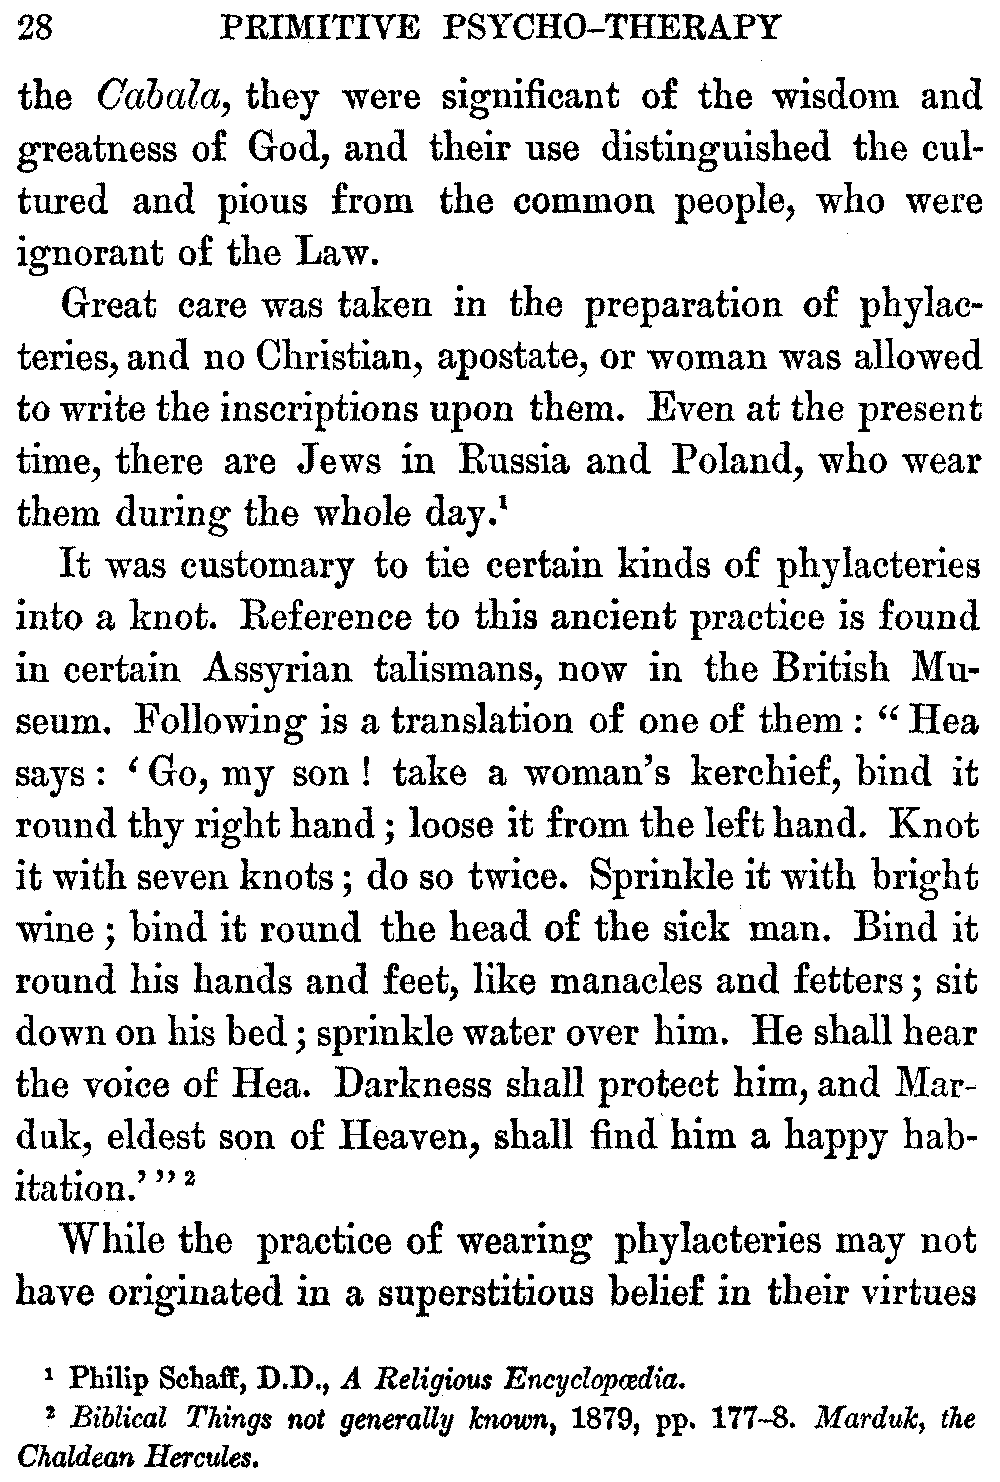 28 PRIMITIVE PSYCHO-THERAPY
the Cabala, they were significant of the wisdom and
greatness of God, and their use distinguished the cul-
tured and pious from the common people, who were
ignorant of the Law.
Great care was taken in the preparation of phylac-
teries, and no Christian, apostate, or woman was allowed
to write the inscriptions upon them. Even at the present
time, there are Jews in Russia and Poland, who wear
them during the whole day.¹
It was customary to tie certain kinds of phylacteries
into a knot. Reference to this ancient practice is found
in certain Assyrian talismans, now in the British Mu-
seum. Following is a translation of one of them : “ Hea
says : ‘ Go, my son ! take a woman's kerchief, bind it
round thy right hand ; loose it from the left hand. Knot
it with seven knots ; do so twice. Sprinkle it with bright
wine ; bind it round the head of the sick man. Bind it
round his hands and feet, like manacles and fetters ; sit
down on his bed ; sprinkle water over him. He shall hear
the voice of Hea. Darkness shall protect him, and Mar-
duk, eldest son of Heaven, shall find him a happy hab-
itation.’ ” ²
While the practice of wearing phylacteries may not
have originated in a superstitious belief in their virtues
¹ Philip Schaff, D.D., A Religious Encyclopædia.
² Biblical Things not generally known, 1879, pp. 177-8. Marduk, the
Chaldean Hercules.